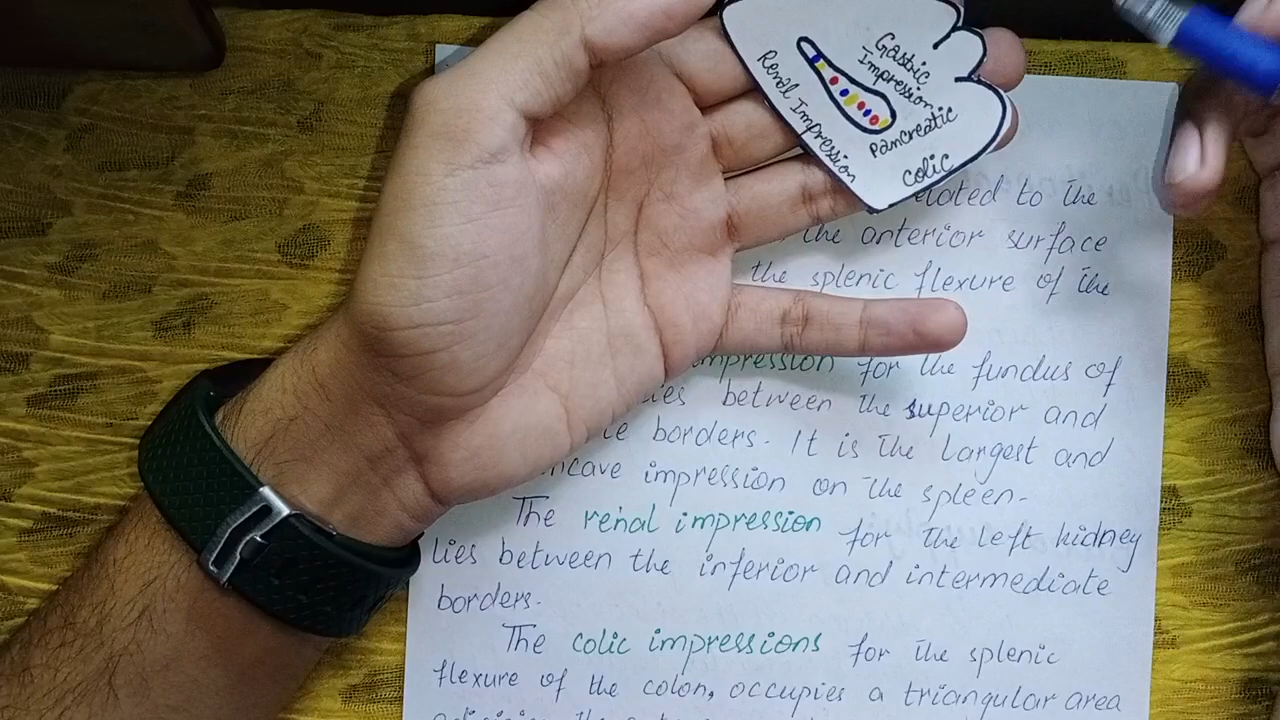 Gastric
Impression
Renal Impression
Pancreatic
colic
related to the
the anterior surface
the splenic flexure of the
impression for the fundus of
lies between the superior and
borders. It is the largest and
concave impression on the spleen.
The renal impression for the left kidney
lies between the inferior and intermediate
borders.
The colic impressions for the splenic
flexure of the colon, occupies a triangular area